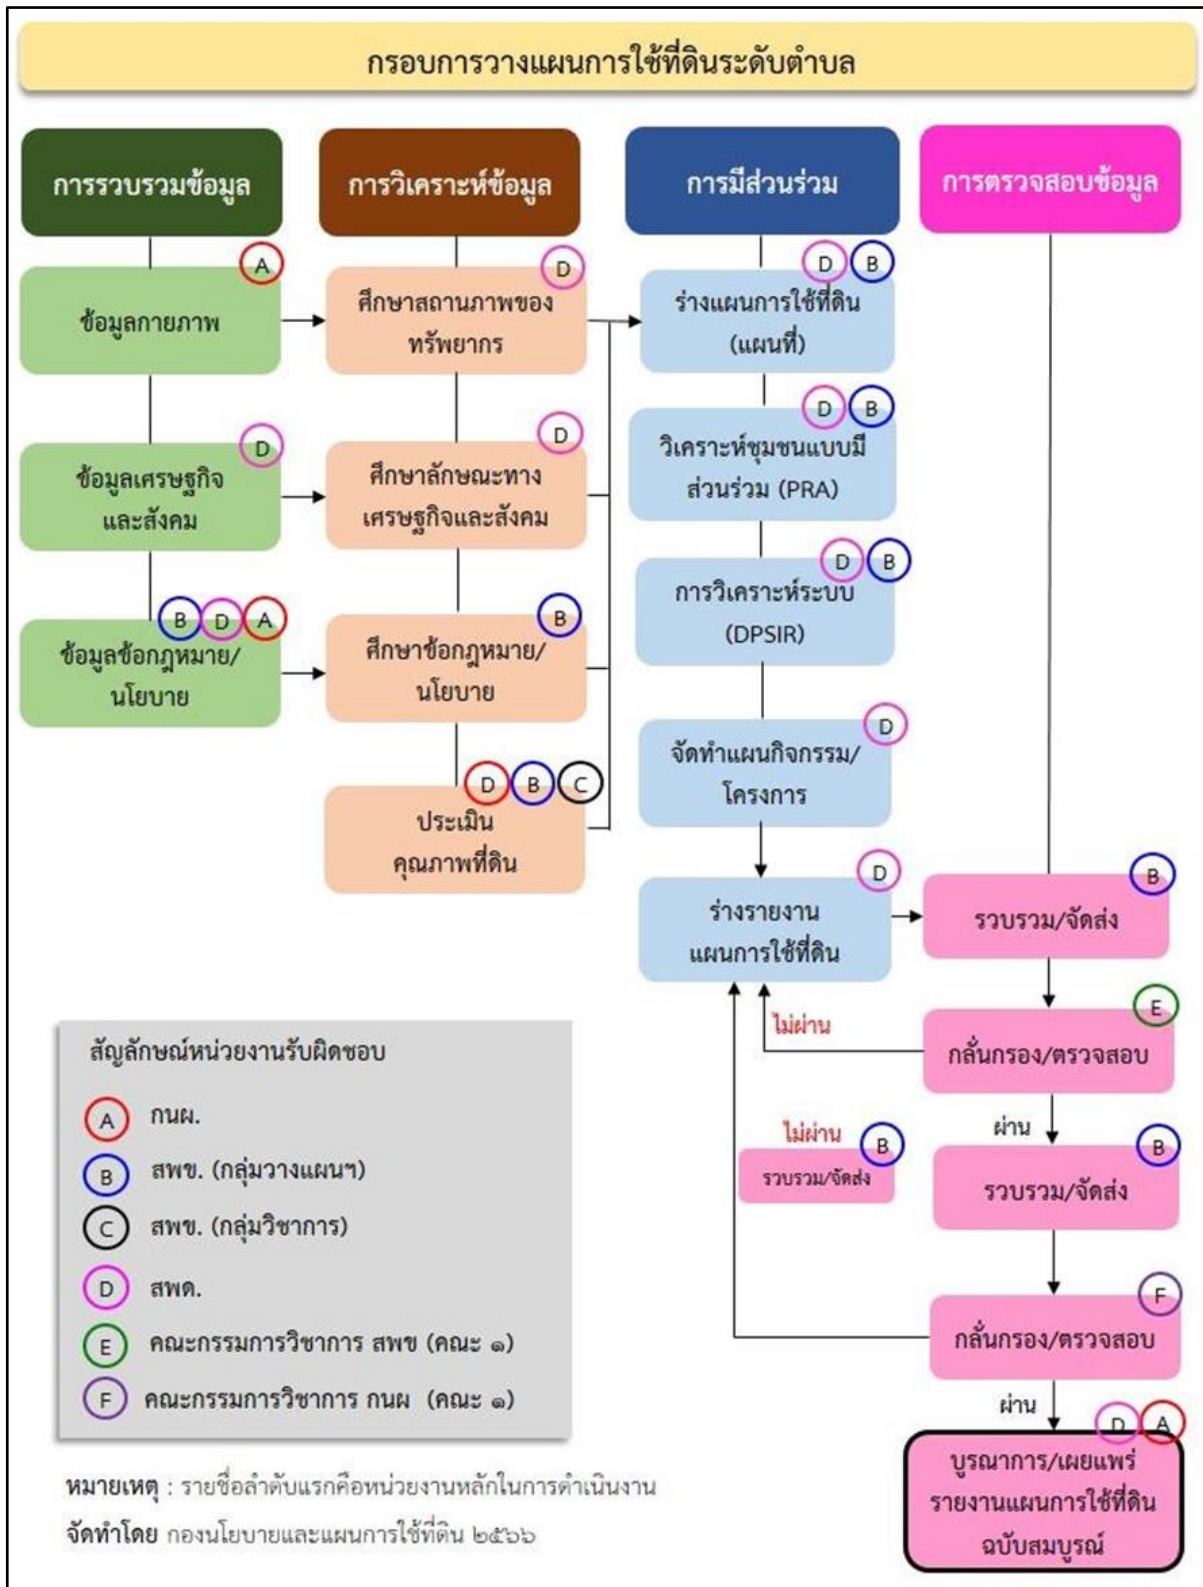 กรอบการวางแผนการใช้ที่ดินระดับตำบล
การรวบรวมข้อมูล
การวิเคราะห์ข้อมูล
การมีส่วนร่วม
การตรวจสอบข้อมูล
A
ข้อมูลกายภาพ
D
ข้อมูลเศรษฐกิจ
และสังคม
B D A
ข้อมูลข้อกฎหมาย/
นโยบาย
D
ศึกษาสถานภาพของ
ทรัพยากร
D
ศึกษาลักษณะทาง
เศรษฐกิจและสังคม
B
ศึกษาข้อกฎหมาย/
นโยบาย
D B C
ประเมิน
คุณภาพที่ดิน
D B
ร่างแผนการใช้ที่ดิน
(แผนที่)
D B
วิเคราะห์ชุมชนแบบมี
ส่วนร่วม (PRA)
D B
การวิเคราะห์ระบบ
(DPSIR)
D
จัดทำแผนกิจกรรม/
โครงการ
D
ร่างรายงาน
แผนการใช้ที่ดิน
B
รวบรวม/จัดส่ง
E
กลั่นกรอง/ตรวจสอบ
ไม่ผ่าน
ผ่าน
B
รวบรวม/จัดส่ง
ไม่ผ่าน
B
รวบรวม/จัดส่ง
F
กลั่นกรอง/ตรวจสอบ
ผ่าน
D A
บูรณาการ/เผยแพร่
รายงานแผนการใช้ที่ดิน
ฉบับสมบูรณ์
สัญลักษณ์หน่วยงานรับผิดชอบ
A กนผ.
B สพข. (กลุ่มวางแผนฯ)
C สพข. (กลุ่มวิชาการ)
D สพด.
E คณะกรรมการวิชาการ สพข (คณะ ๑)
F คณะกรรมการวิชาการ กนผ (คณะ ๑)
หมายเหตุ : รายชื่อลำดับแรกคือหน่วยงานหลักในการดำเนินงาน
จัดทำโดย กองนโยบายและแผนการใช้ที่ดิน ๒๕๖๖